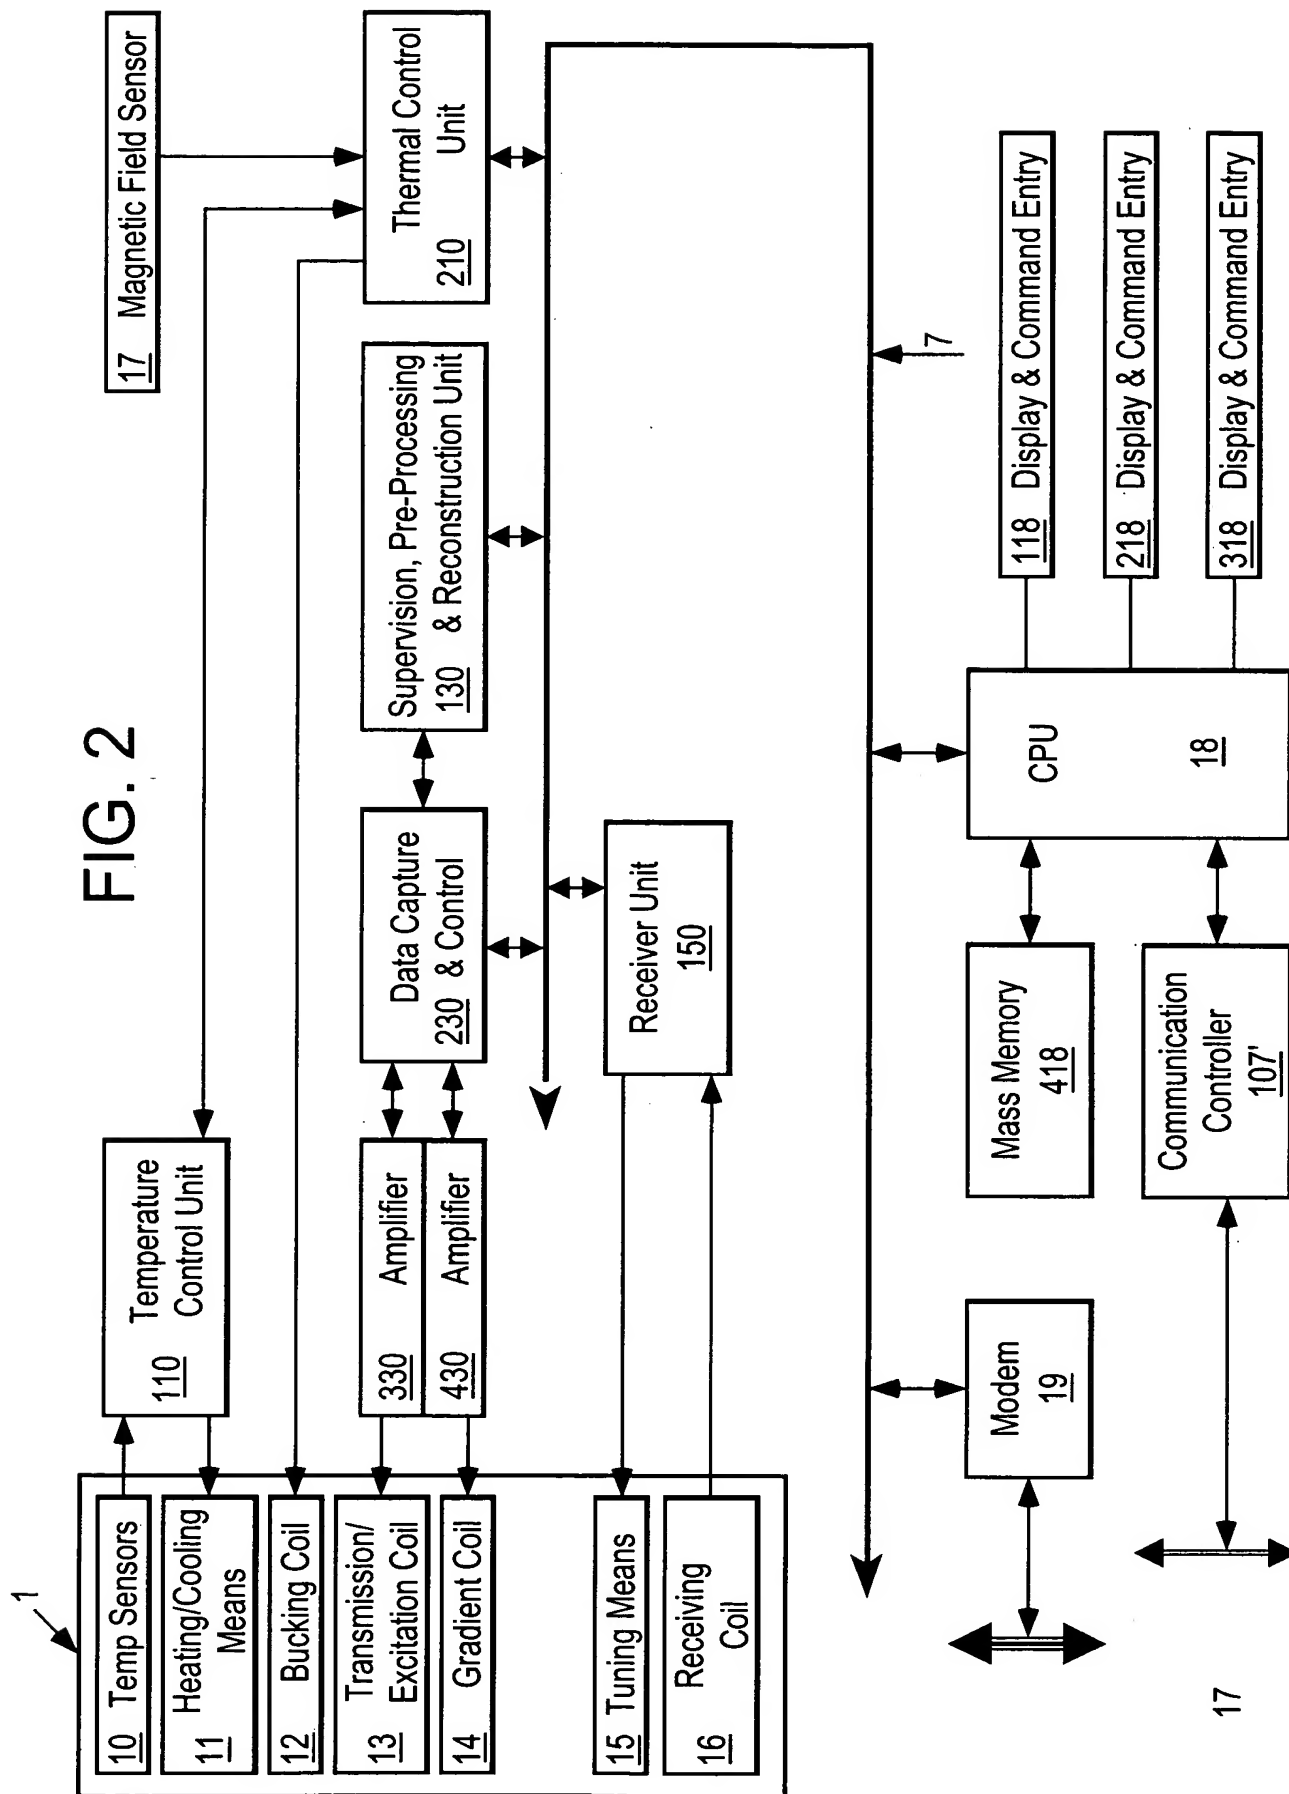 FIG. 2
1
10 Temp Sensors
Heating/Cooling
11 Means
12 Bucking Coil
Transmission/
13 Excitation Coil
14 Gradient Coil
15 Tuning Means
Receiving
16 Coil
Temperature
Control Unit
110
330 Amplifier
430 Amplifier
Data Capture
230 & Control
Supervision, Pre-Processing
130 & Reconstruction Unit
17 Magnetic Field Sensor
Thermal Control
Unit
210
Receiver Unit
150
7
Modem
19
Mass Memory
418
Communication
Controller
107'
CPU
18
118 Display & Command Entry
218 Display & Command Entry
318 Display & Command Entry
17